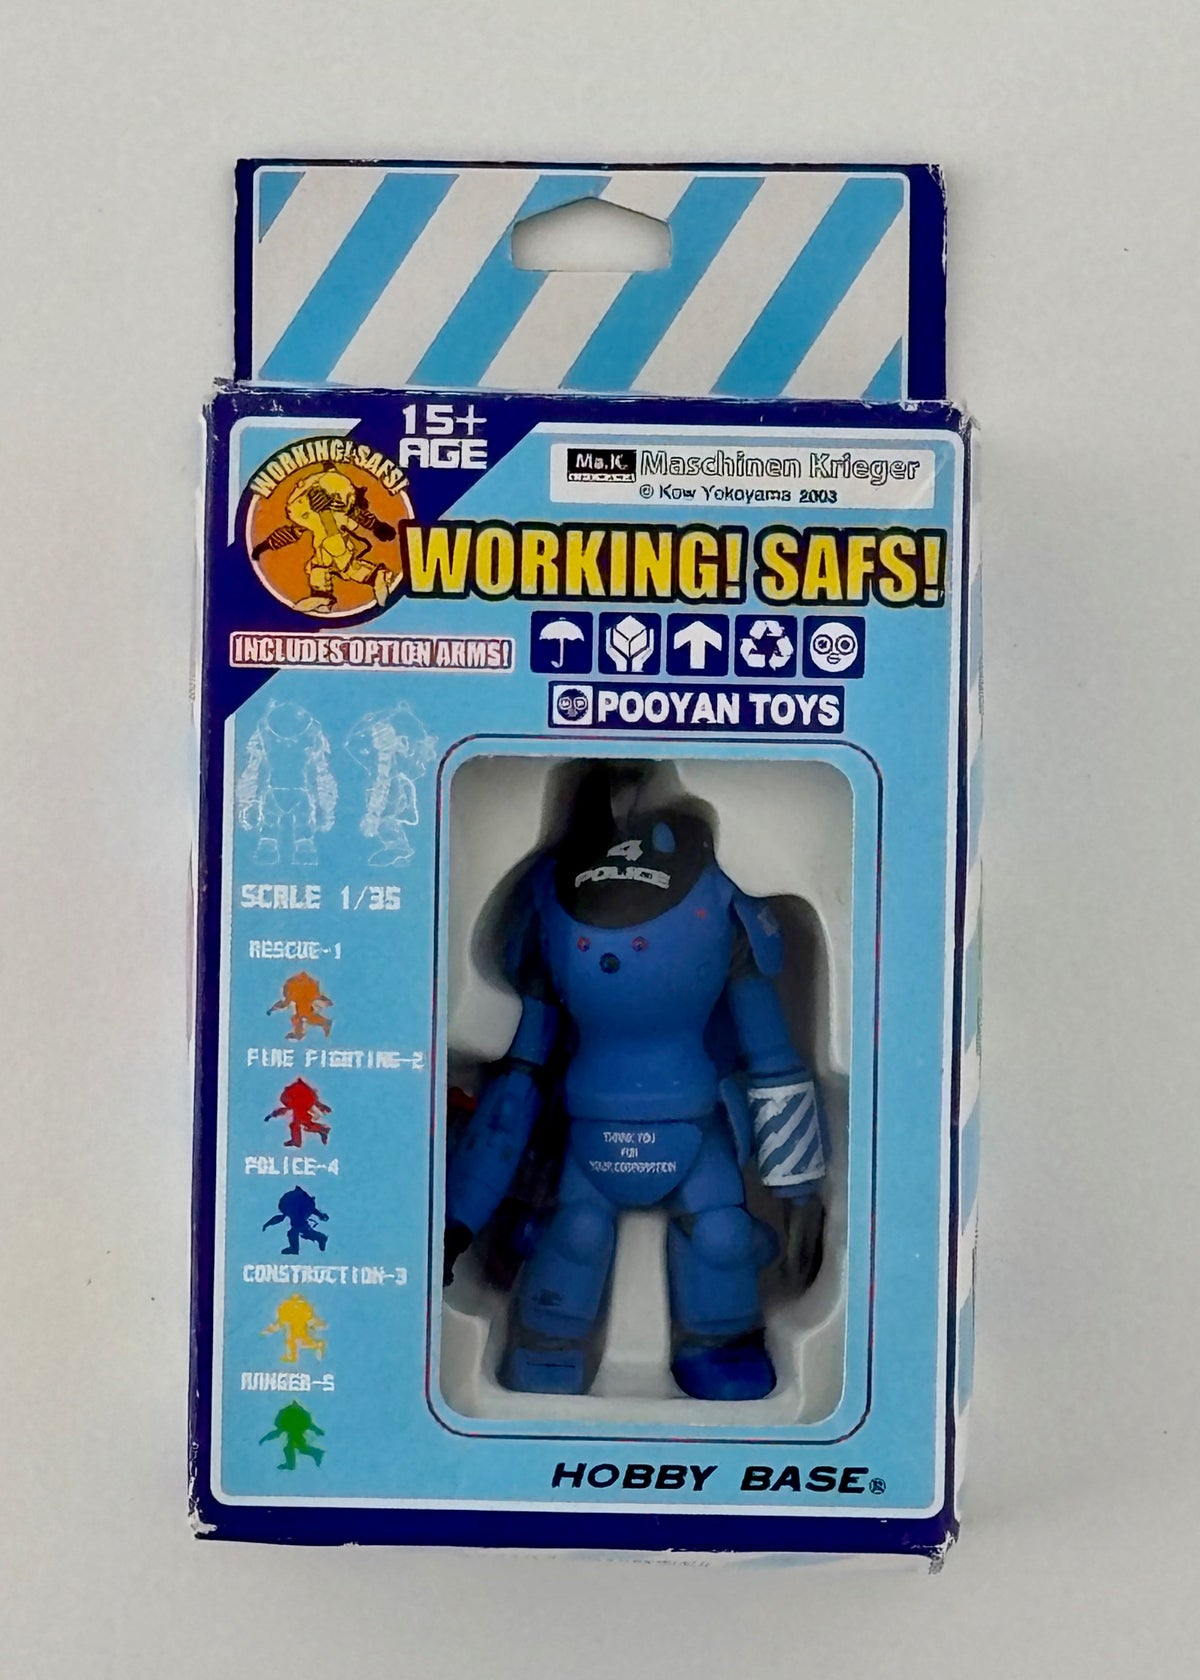 15+
AGE
WORKING! SAFS!
Ma.K.
Maschinen Krieger
© Kow Yokoyama 2003
WORKING! SAFS!
INCLUDES OPTION ARMS!
POOYAN TOYS
SCALE 1/35
RESCUE-1
FIRE FIGHTING-2
POLICE-4
CONSTRUCTION-3
RANGER-5
4
POLICE
THANK YOU
FOR
YOUR COOPERATION
HOBBY BASE